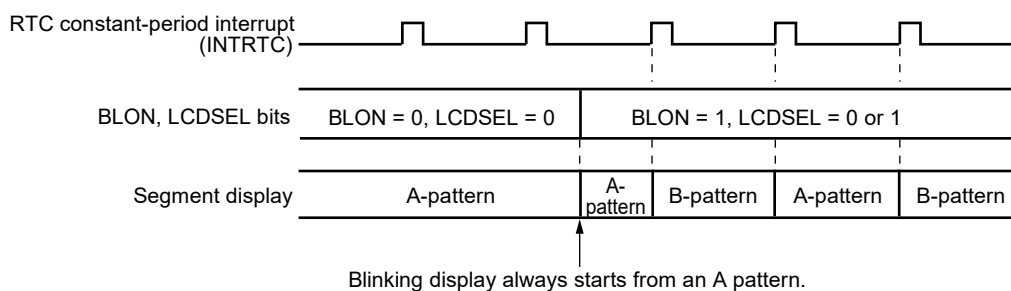 RTC constant-period interrupt
(INTRTC)
BLON, LCDSEL bits
BLON = 0, LCDSEL = 0
BLON = 1, LCDSEL = 0 or 1
Segment display
A-pattern
A-
pattern
B-pattern
A-pattern
B-pattern
Blinking display always starts from an A pattern.